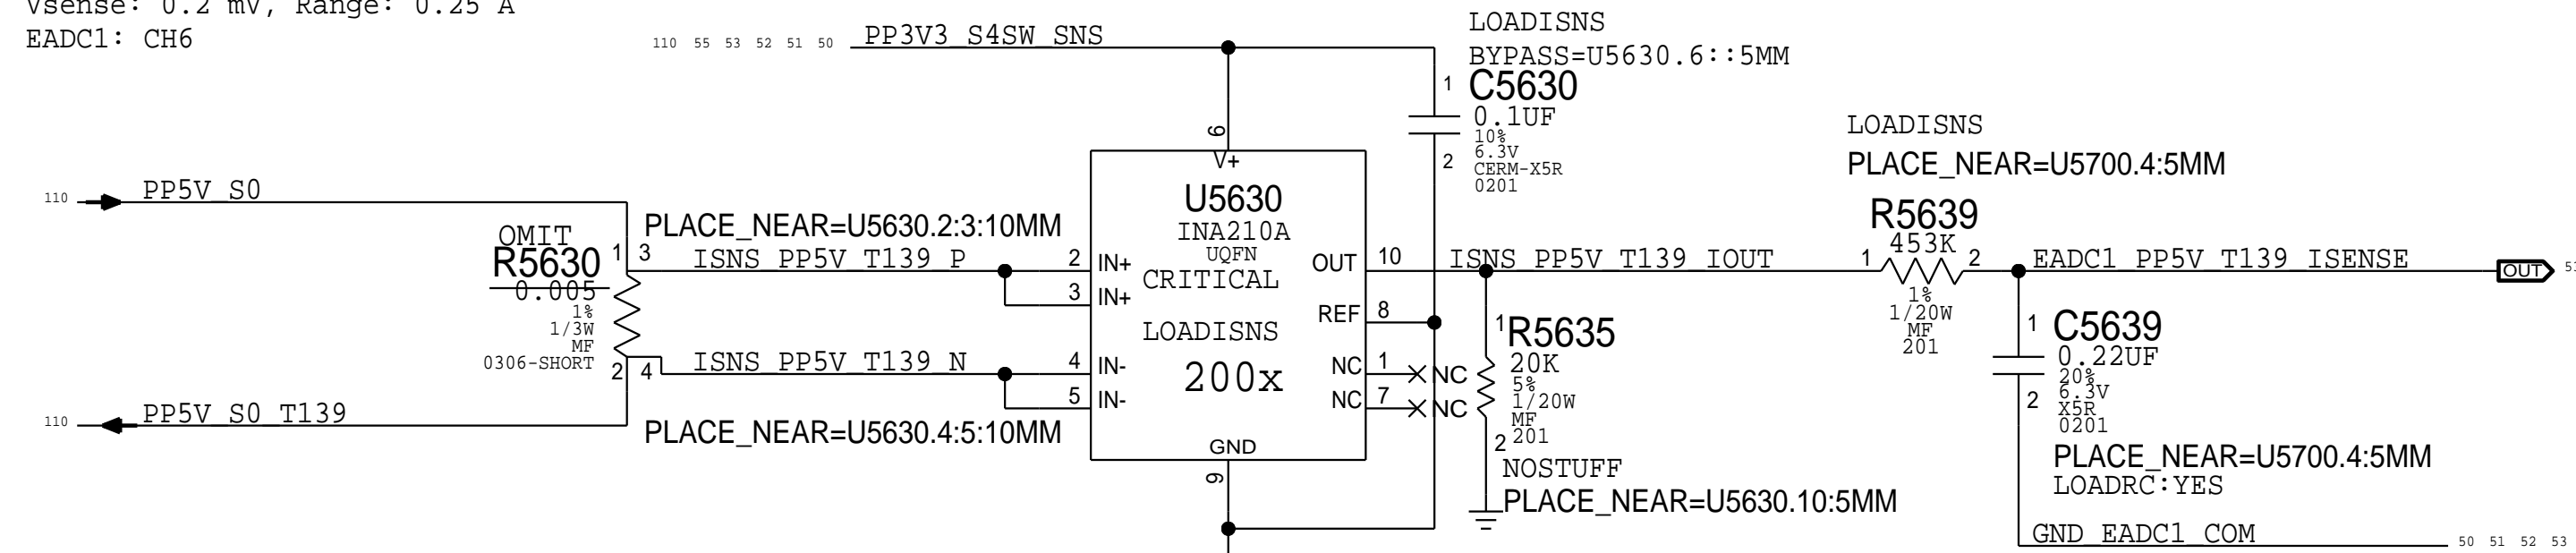 Vsense: 0.2 mV, Range: 0.25 A
EADC1: CH6
110 55 53 52 51 50 PP3V3_S4SW_SNS
LOADISNS
BYPASS=U5630.6::5MM
1 C5630
0.1UF
10%
6.3V
2 CERM-X5R
0201
LOADISNS
PLACE_NEAR=U5700.4:5MM
110 PP5V_S0
6
V+
U5630
INA210A
UQFN
CRITICAL
LOADISNS
200x
GND
9
PLACE_NEAR=U5630.2:3:10MM
OMIT
R5630 1 3
0.005
1%
1/3W
MF
0306-SHORT 2 4
ISNS_PP5V_T139_P 2 IN+
3 IN+
ISNS_PP5V_T139_N 4 IN-
5 IN-
110 PP5V_S0_T139
PLACE_NEAR=U5630.4:5:10MM
OUT 10 ISNS_PP5V_T139_IOUT
REF 8
NC 1 NC
NC 7 NC
1 R5635
20K
5%
1/20W
MF
2 201
NOSTUFF
PLACE_NEAR=U5630.10:5MM
R5639
1 453K 2
1%
1/20W
MF
201
EADC1_PP5V_T139_ISENSE OUT
1 C5639
0.22UF
20%
2 6.3V
X5R
0201
PLACE_NEAR=U5700.4:5MM
LOADRC:YES
GND_EADC1_COM 50 51 52 53